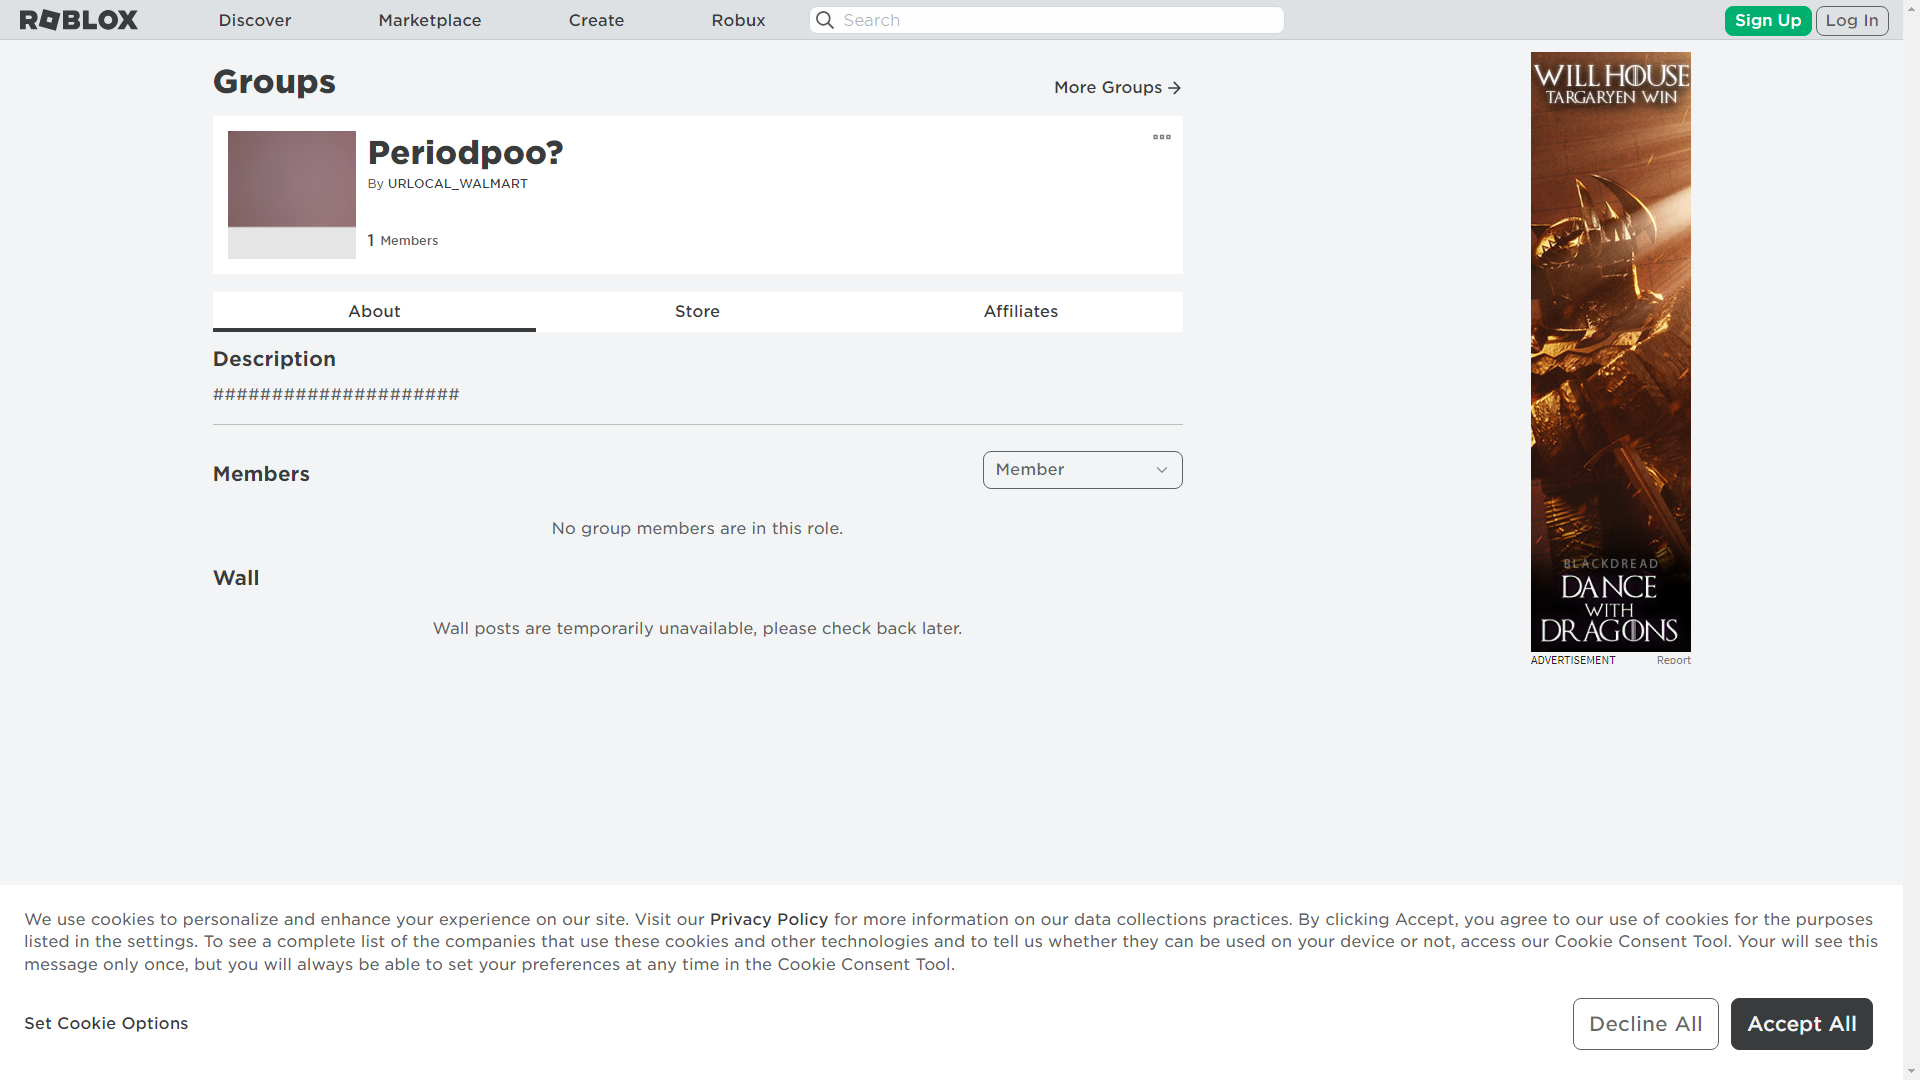 ROBLOX
Discover
Marketplace
Create
Robux
Search
Sign Up
Log In
Groups
More Groups
Periodpoo?
By URLOCAL_WALMART
1 Members
About
Store
Affiliates
Description
#####################
Members
Member
No group members are in this role.
Wall
Wall posts are temporarily unavailable, please check back later.
WILL HOUSE
TARGARYEN WIN
BLACKDREAD
DANCE
WITH
DRAGONS
ADVERTISEMENT
Report
We use cookies to personalize and enhance your experience on our site. Visit our Privacy Policy for more information on our data collections practices. By clicking Accept, you agree to our use of cookies for the purposes
listed in the settings. To see a complete list of the companies that use these cookies and other technologies and to tell us whether they can be used on your device or not, access our Cookie Consent Tool. Your will see this
message only once, but you will always be able to set your preferences at any time in the Cookie Consent Tool.
Set Cookie Options
Decline All
Accept All